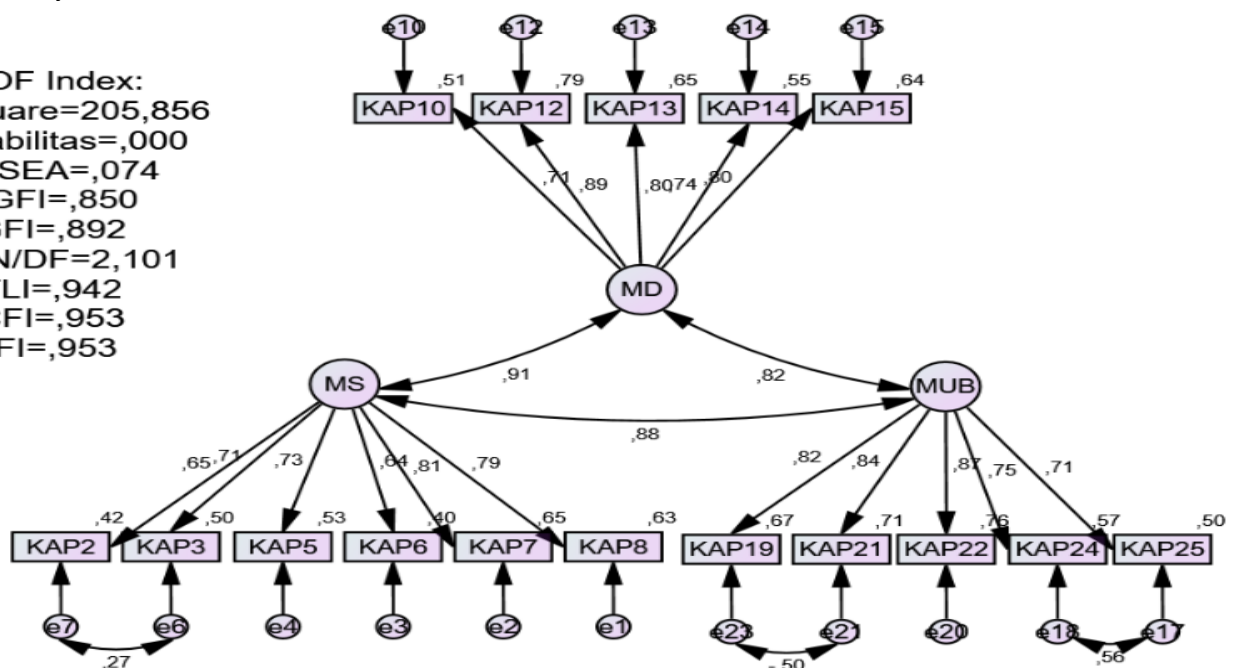 e10 e12 e13 e14 e15
,51 ,79 ,65 ,55 ,64
KAP10 KAP12 KAP13 KAP14 KAP15
OF Index:
uare=205,856
abilitas=,000
SEA=,074
GFI=,850
FI=,892
N/DF=2,101
LI=,942
FI=,953
FI=,953
,71 ,89 ,80 ,74 ,80
MD
,91 ,82
MS MUB
,88
,65 ,71 ,73 ,64 ,81 ,79 ,82 ,84 ,87 ,75 ,71
,42 ,50 ,53 ,40 ,65 ,63 ,67 ,71 ,76 ,57 ,50
KAP2 KAP3 KAP5 KAP6 KAP7 KAP8 KAP19 KAP21 KAP22 KAP24 KAP25
e7 e6 e4 e3 e2 e1 e23 e21 e20 e18 e17
,27 ,56